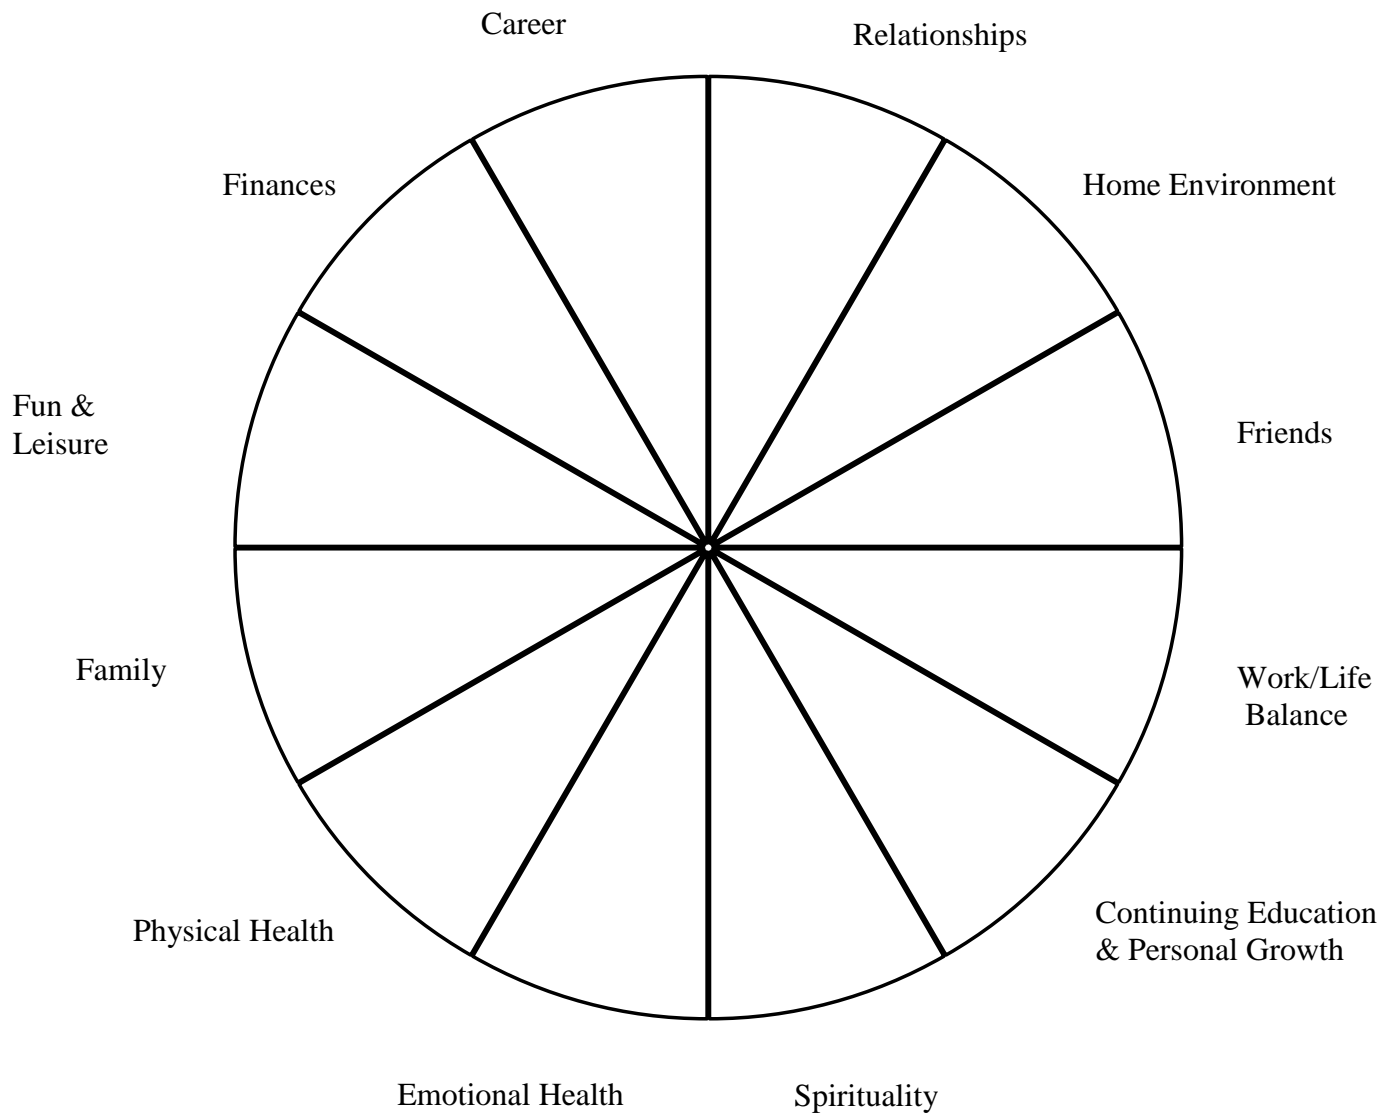 Career
Relationships
Finances
Home Environment
Fun &
Leisure
Friends
Family
Work/Life
Balance
Physical Health
Continuing Education
& Personal Growth
Emotional Health
Spirituality